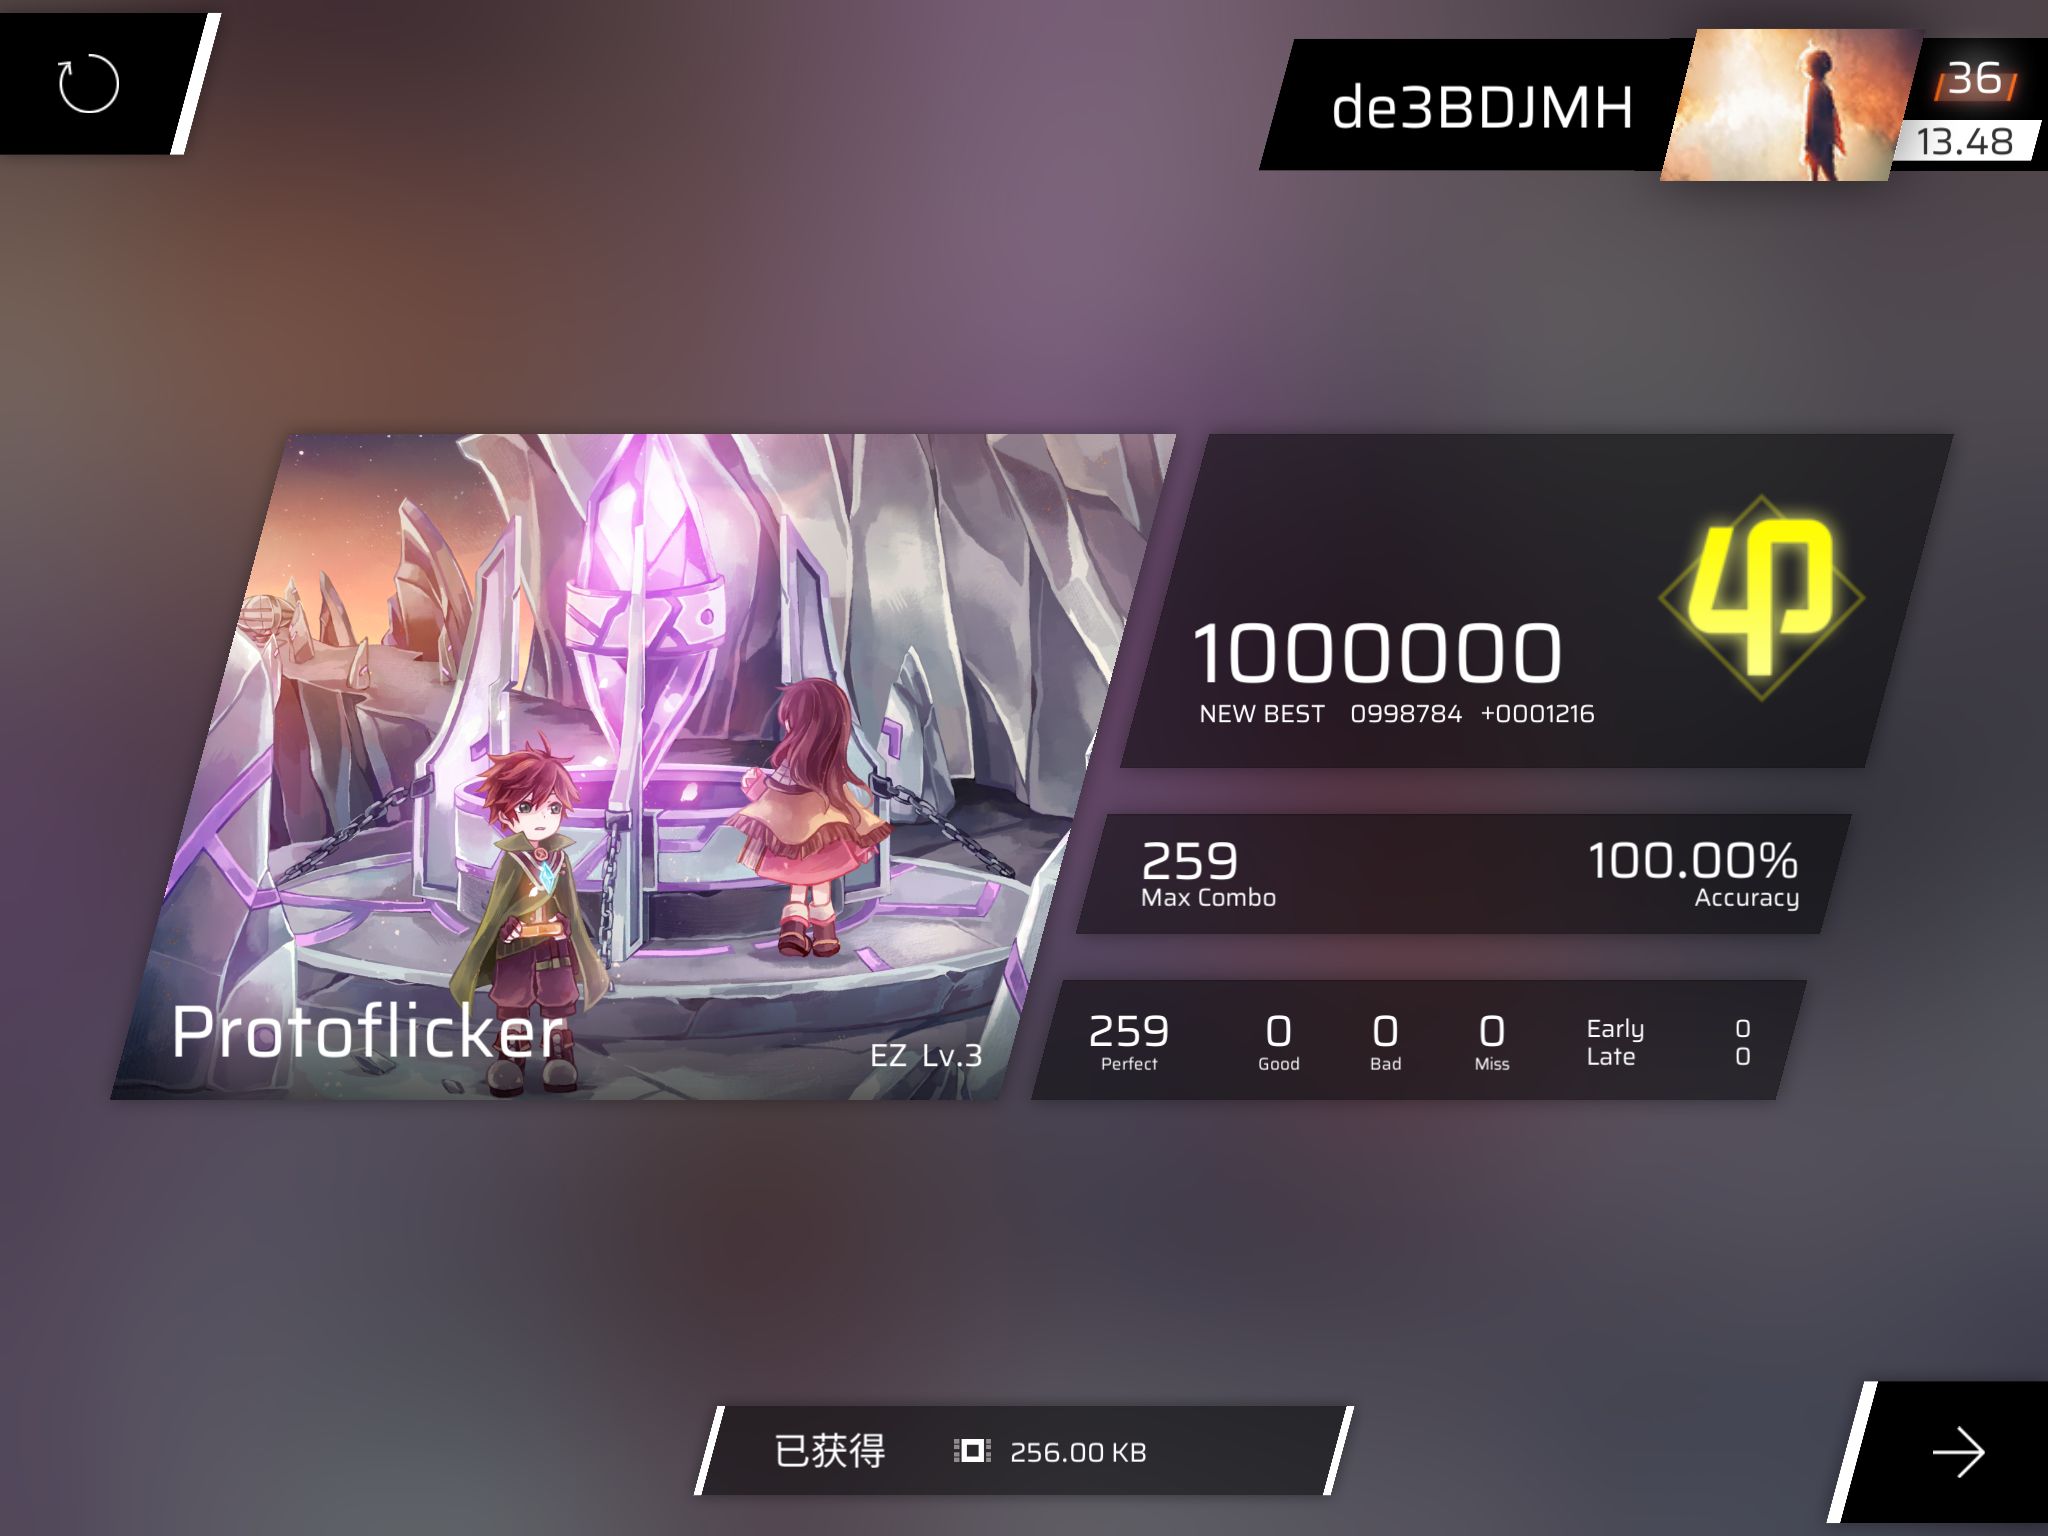 de3BDJMH
36
13.48
1000000
NEW BEST 0998784 +0001216
259
Max Combo
100.00%
Accuracy
Protoflicker
EZ Lv.3
259
Perfect
0
Good
0
Bad
0
Miss
Early 0
Late 0
已获得 256.00 KB